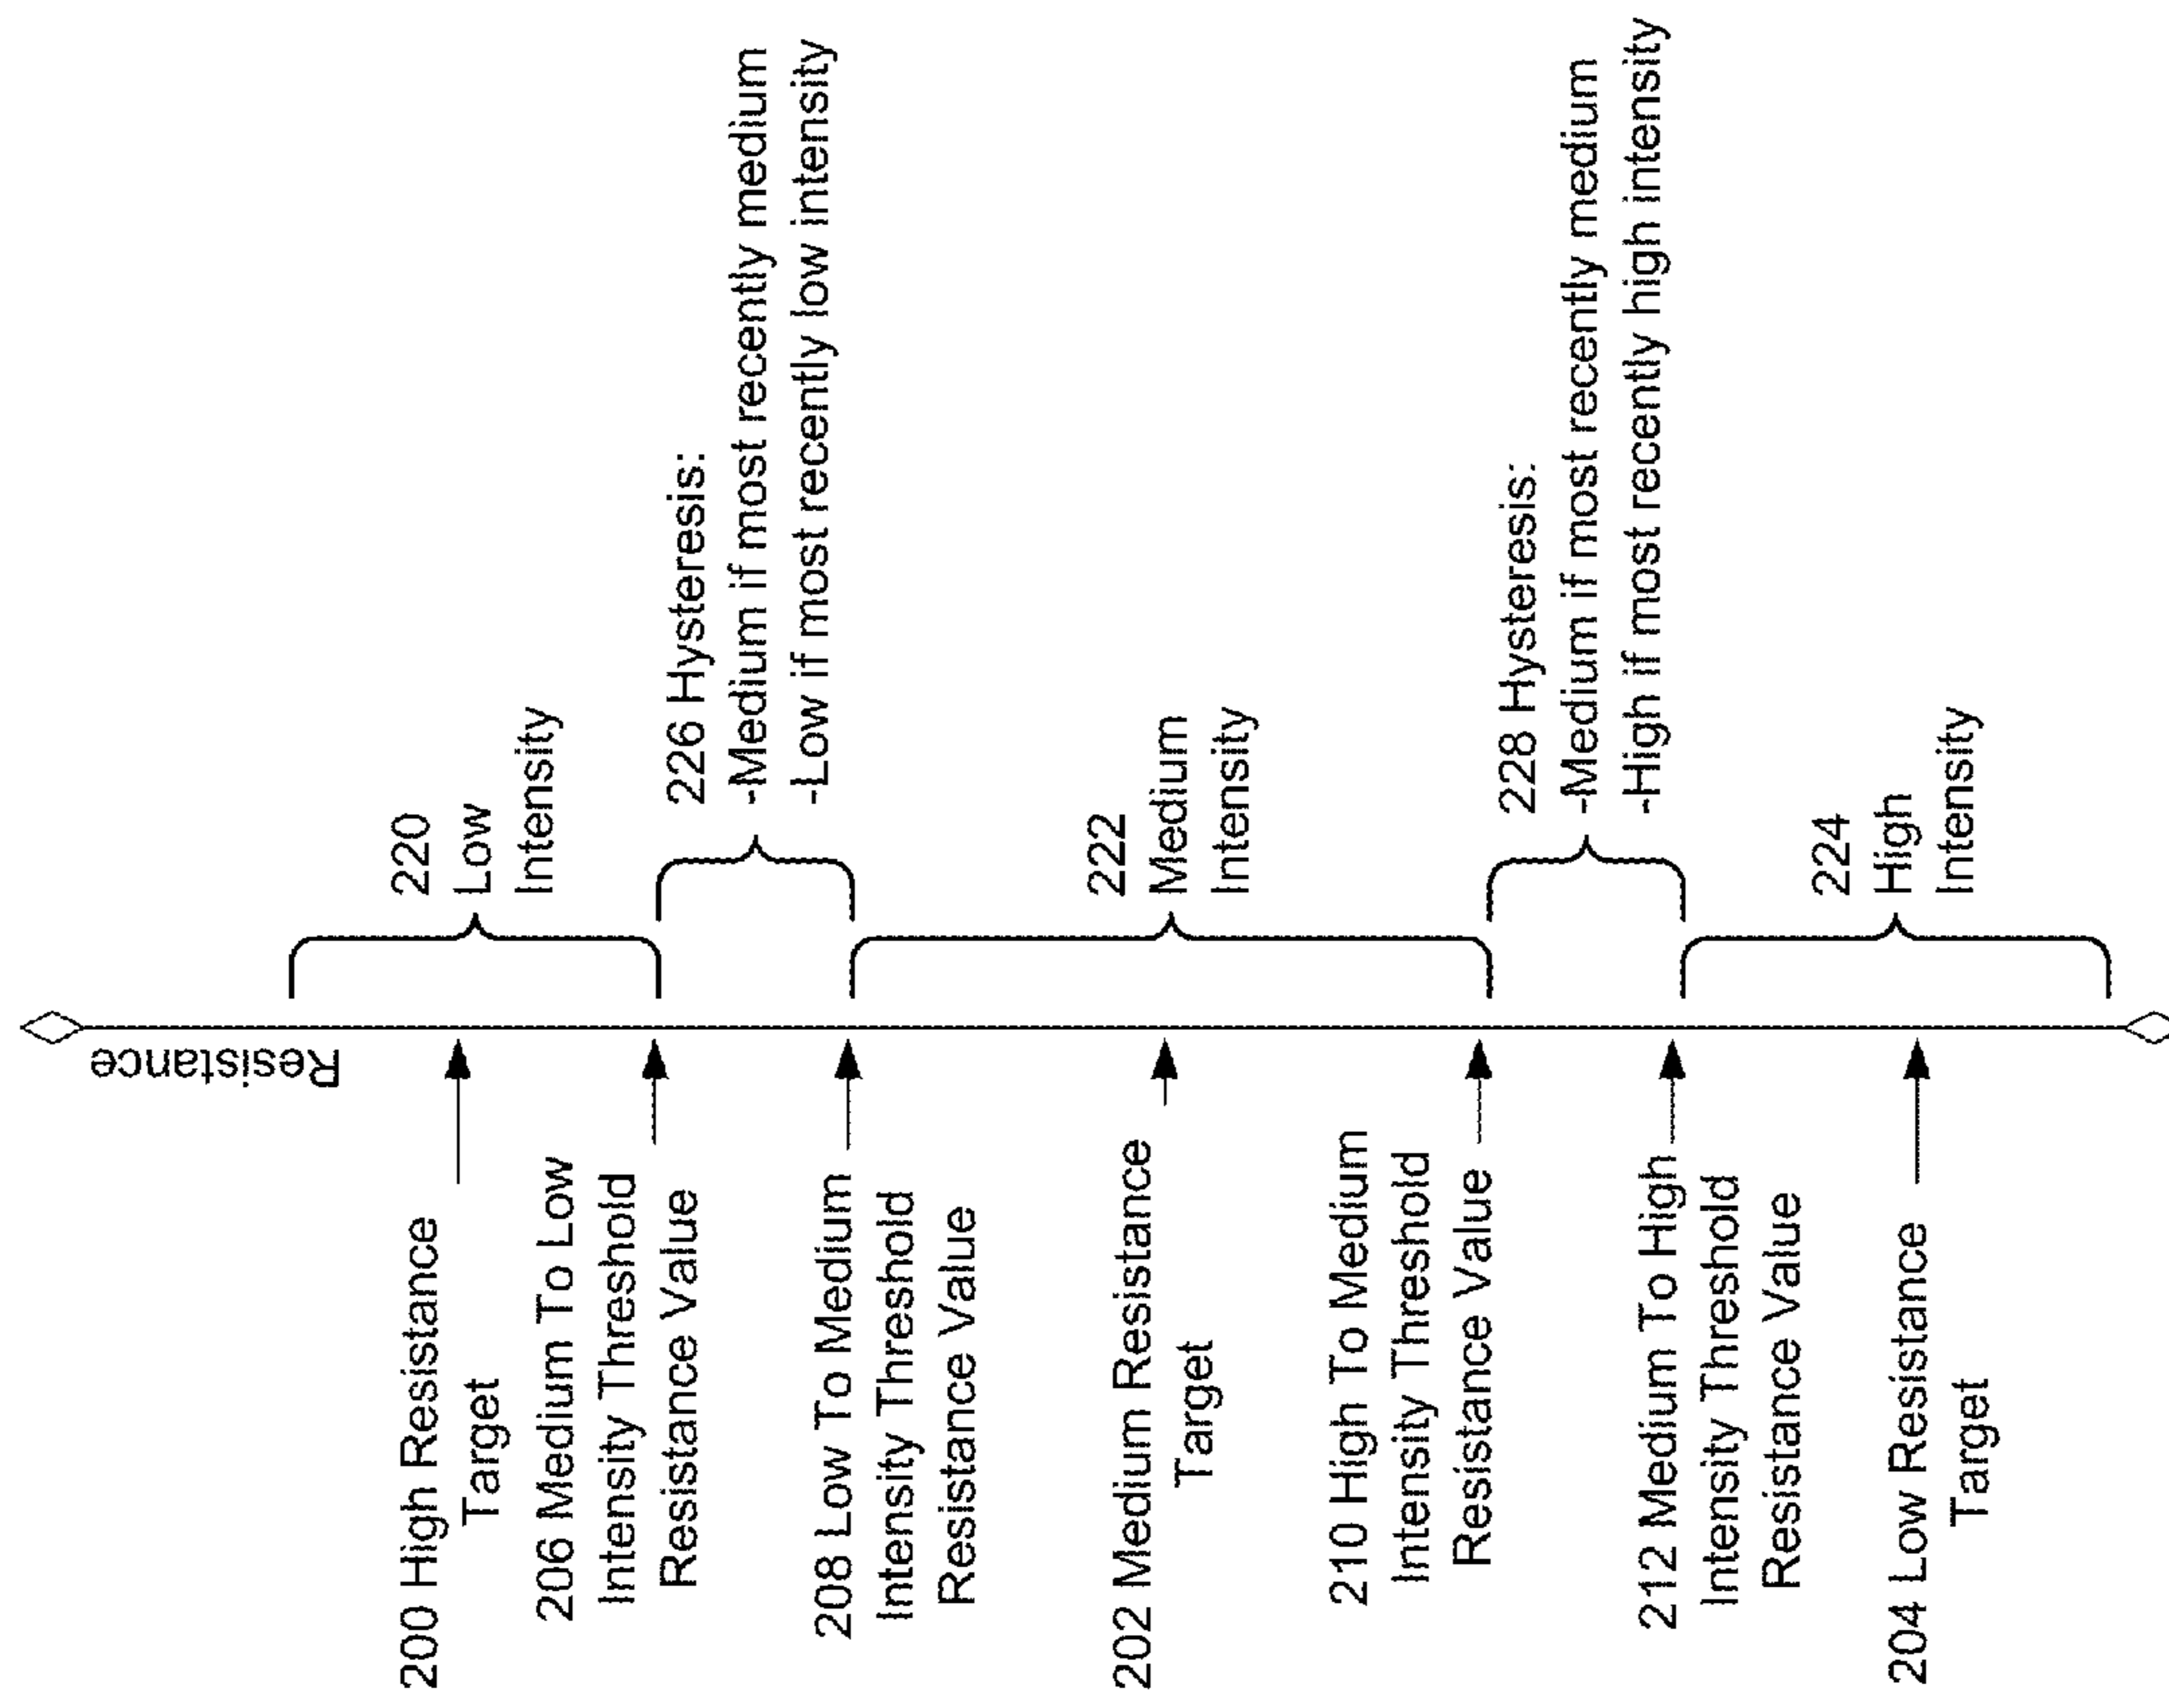 Resistance
200 High Resistance
Target
206 Medium To Low
Intensity Threshold
Resistance Value
208 Low To Medium
Intensity Threshold
Resistance Value
202 Medium Resistance
Target
210 High To Medium
Intensity Threshold
Resistance Value
212 Medium To High
Intensity Threshold
Resistance Value
204 Low Resistance
Target
220
Low
Intensity
226 Hysteresis:
-Medium if most recently medium
-Low if most recently low intensity
222
Medium
Intensity
228 Hysteresis:
-Medium if most recently medium
-High if most recently high intensity
224
High
Intensity